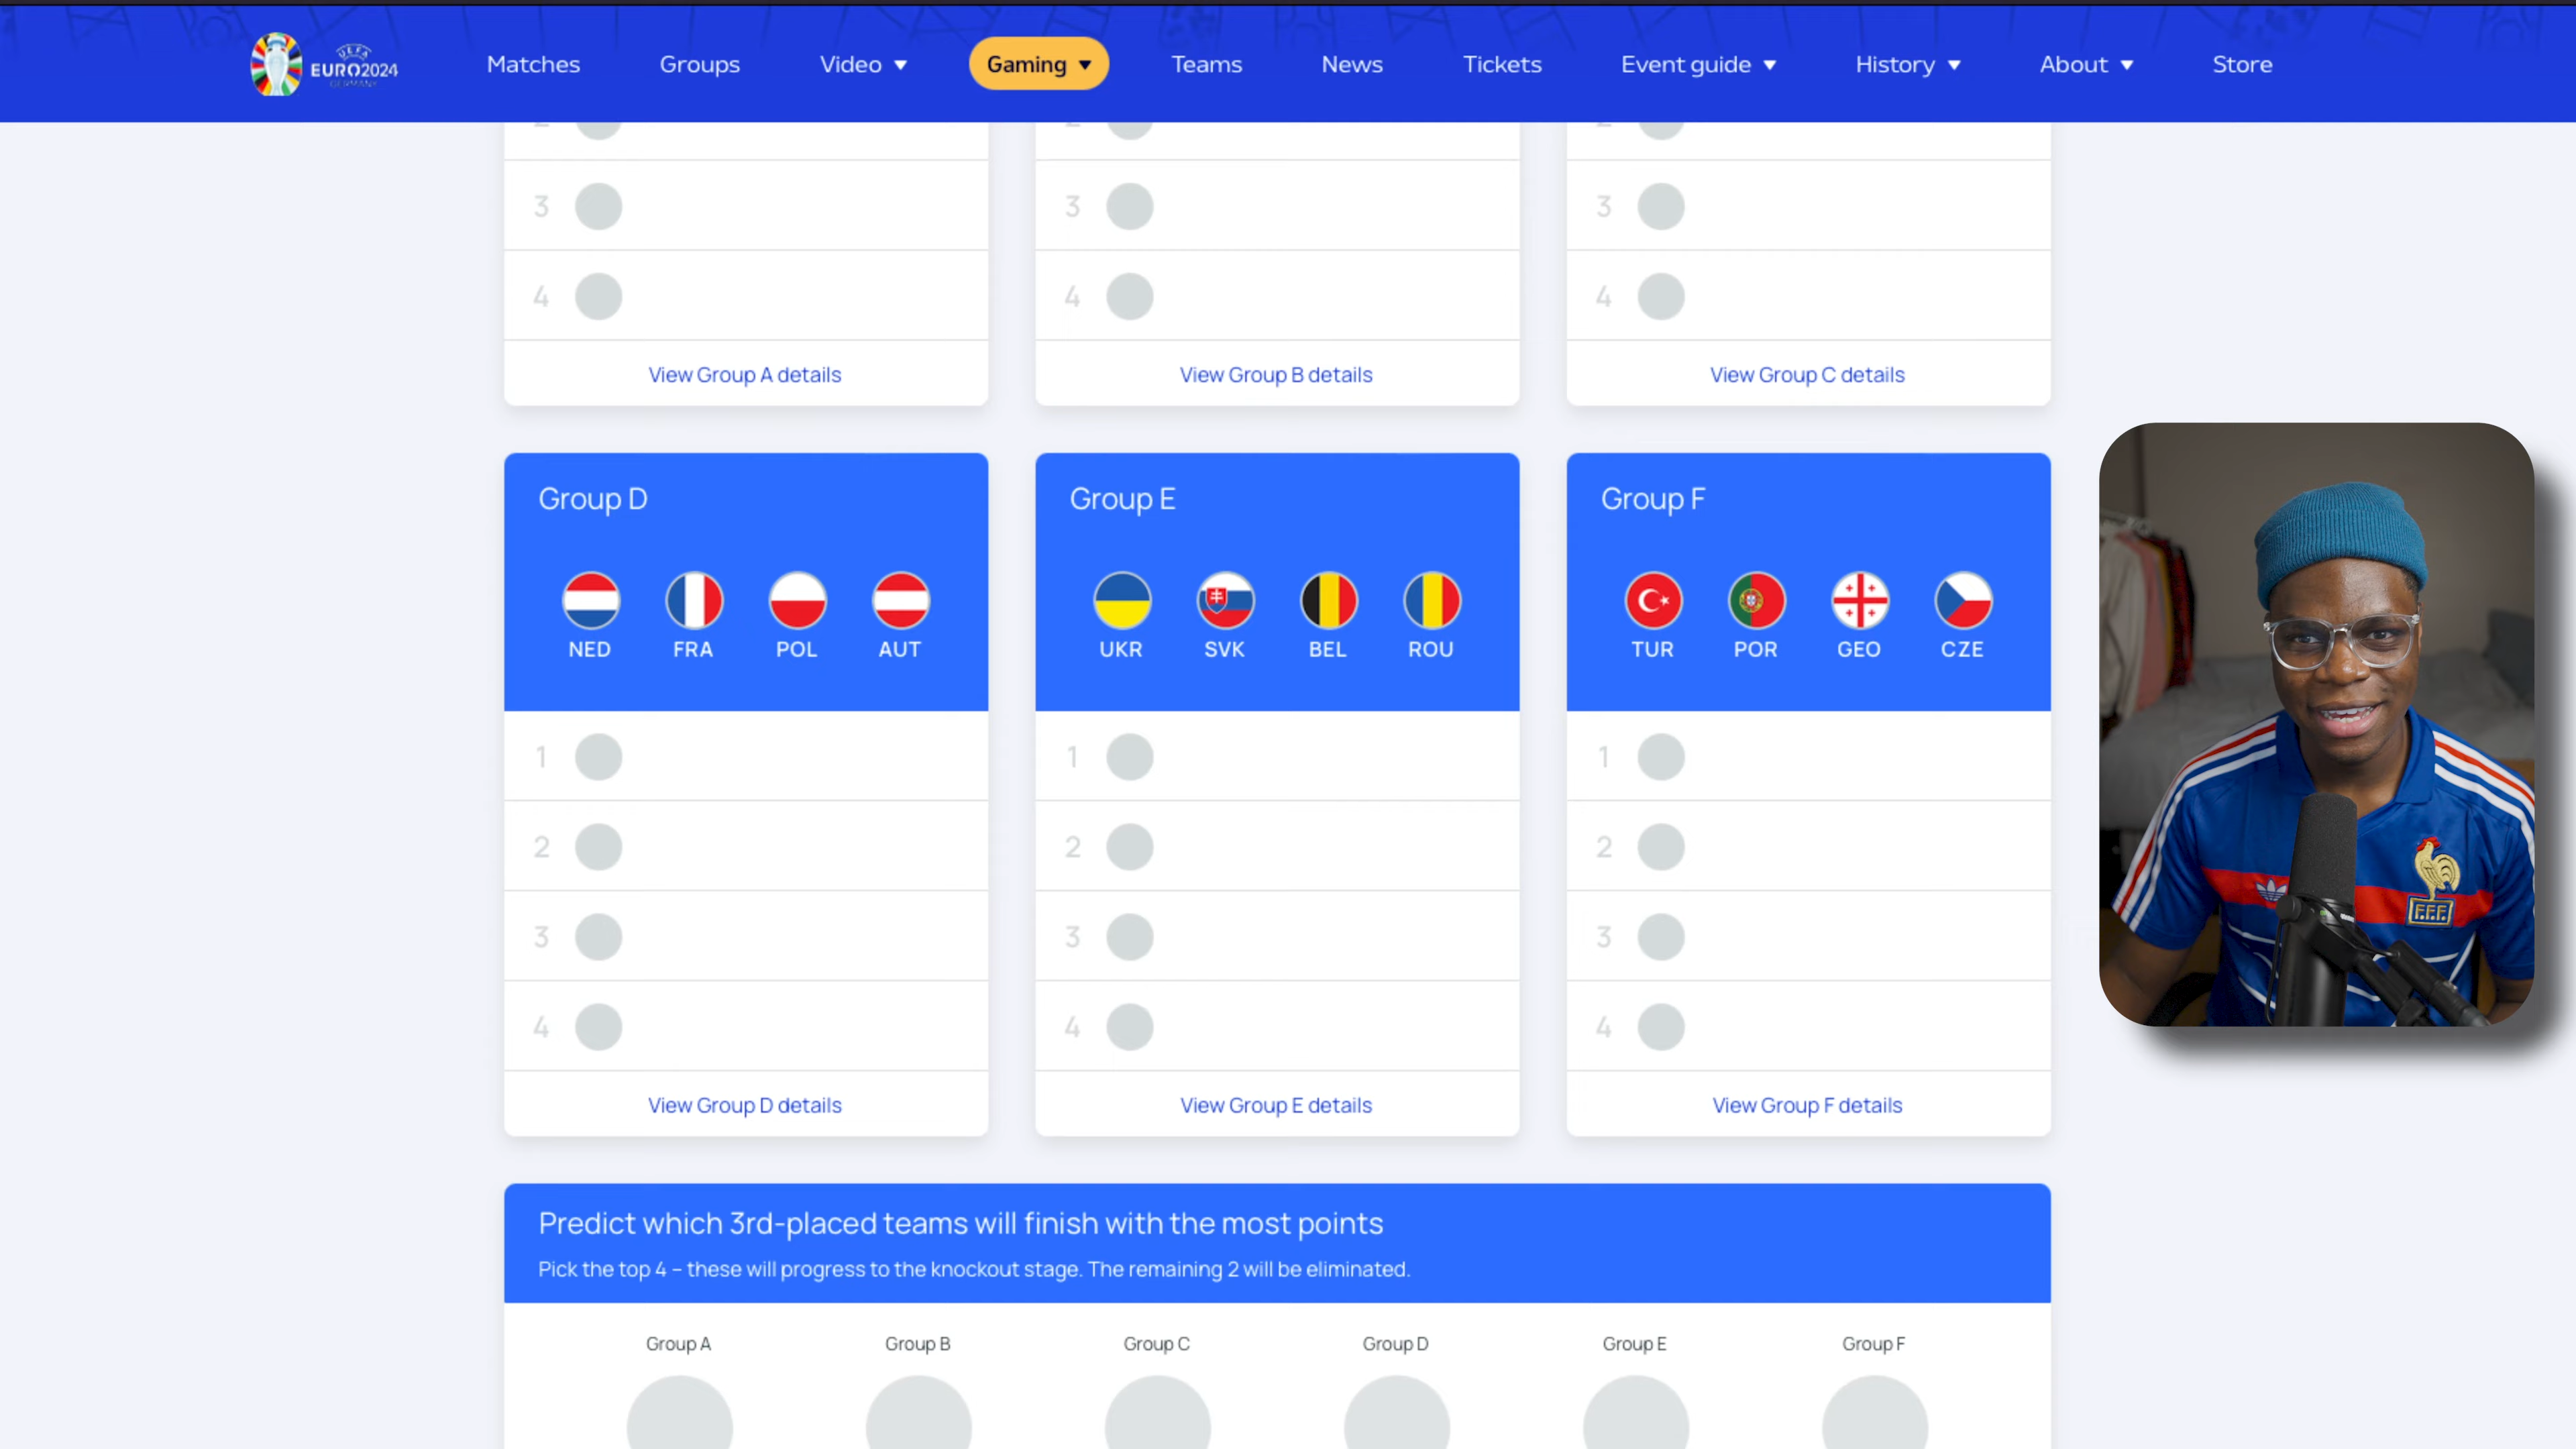 UEFA
EURO2024
GERMANY
Matches
Groups
Video
Gaming
Teams
News
Tickets
Event guide
History
About
Store
3
3
3
4
4
4
View Group A details
View Group B details
View Group C details
Group D
NED FRA POL AUT
1
2
3
4
View Group D details
Group E
UKR SVK BEL ROU
1
2
3
4
View Group E details
Group F
TUR POR GEO CZE
1
2
3
4
View Group F details
F.F.F.
Predict which 3rd-placed teams will finish with the most points
Pick the top 4 – these will progress to the knockout stage. The remaining 2 will be eliminated.
Group A
Group B
Group C
Group D
Group E
Group F